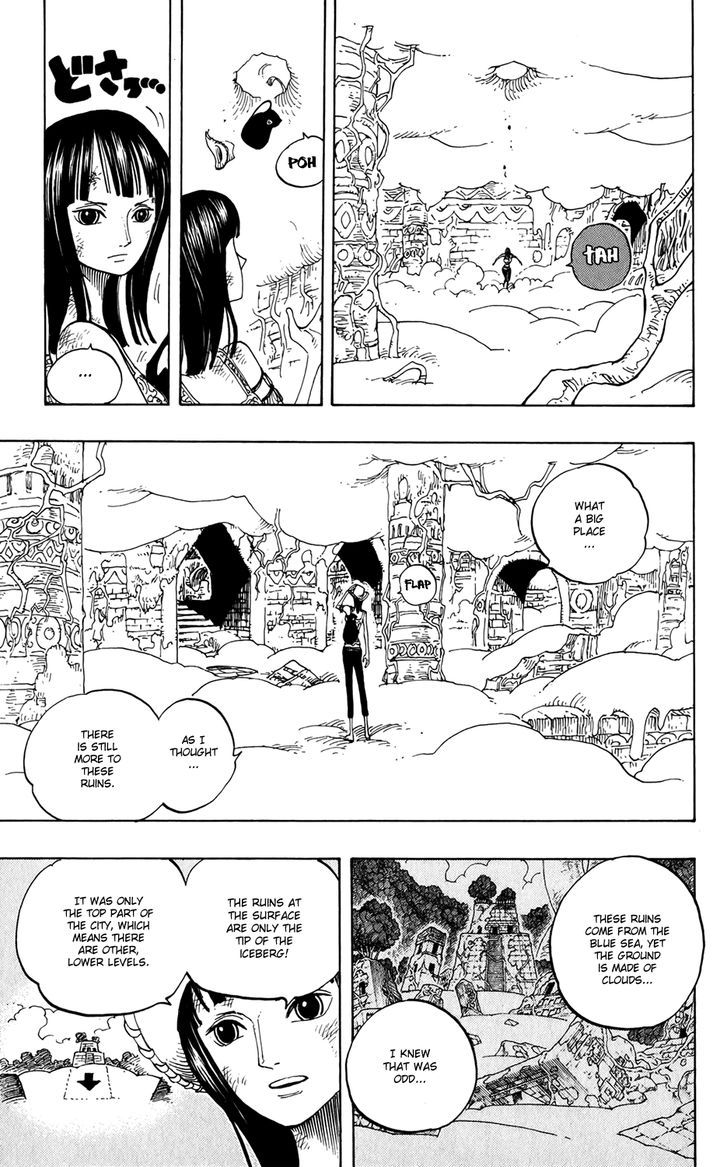 TAH
POH
どさっ…
...
WHAT
A BIG
PLACE
...
FLAP
AS I
THOUGHT
...
THERE
IS STILL
MORE TO
THESE
RUINS.
THESE RUINS
COME FROM THE
BLUE SEA, YET
THE GROUND
IS MADE OF
CLOUDS...
I KNEW
THAT WAS
ODD...
THE RUINS AT
THE SURFACE
ARE ONLY THE
TIP OF THE
ICEBERG!
IT WAS ONLY
THE TOP PART OF
THE CITY, WHICH
MEANS THERE
ARE OTHER,
LOWER LEVELS.